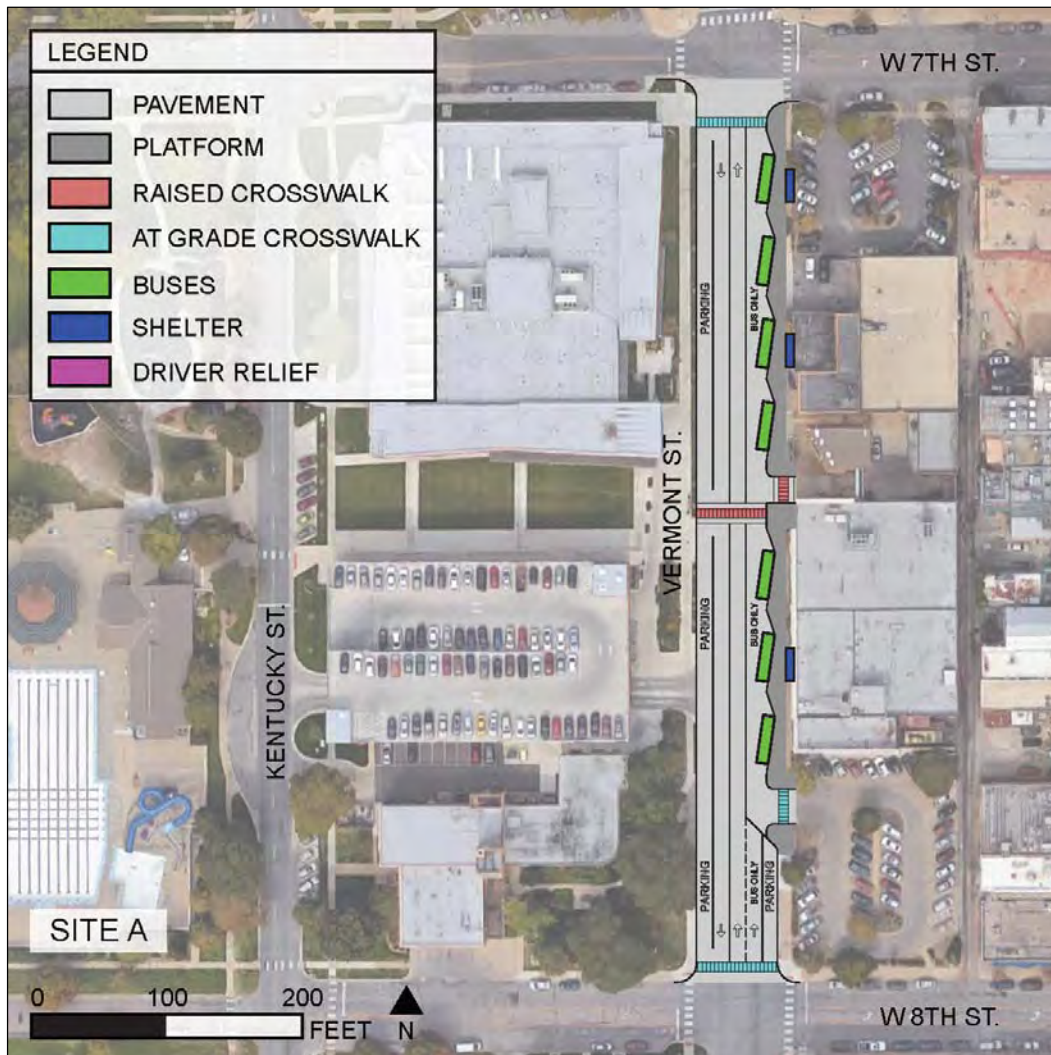 LEGEND
PAVEMENT
PLATFORM
RAISED CROSSWALK
AT GRADE CROSSWALK
BUSES
SHELTER
DRIVER RELIEF
W 7TH ST.
PARKING
BUS ONLY
VERMONT ST.
KENTUCKY ST.
PARKING
BUS ONLY
PARKING
BUS ONLY
PARKING
SITE A
0 100 200
FEET
N
W 8TH ST.